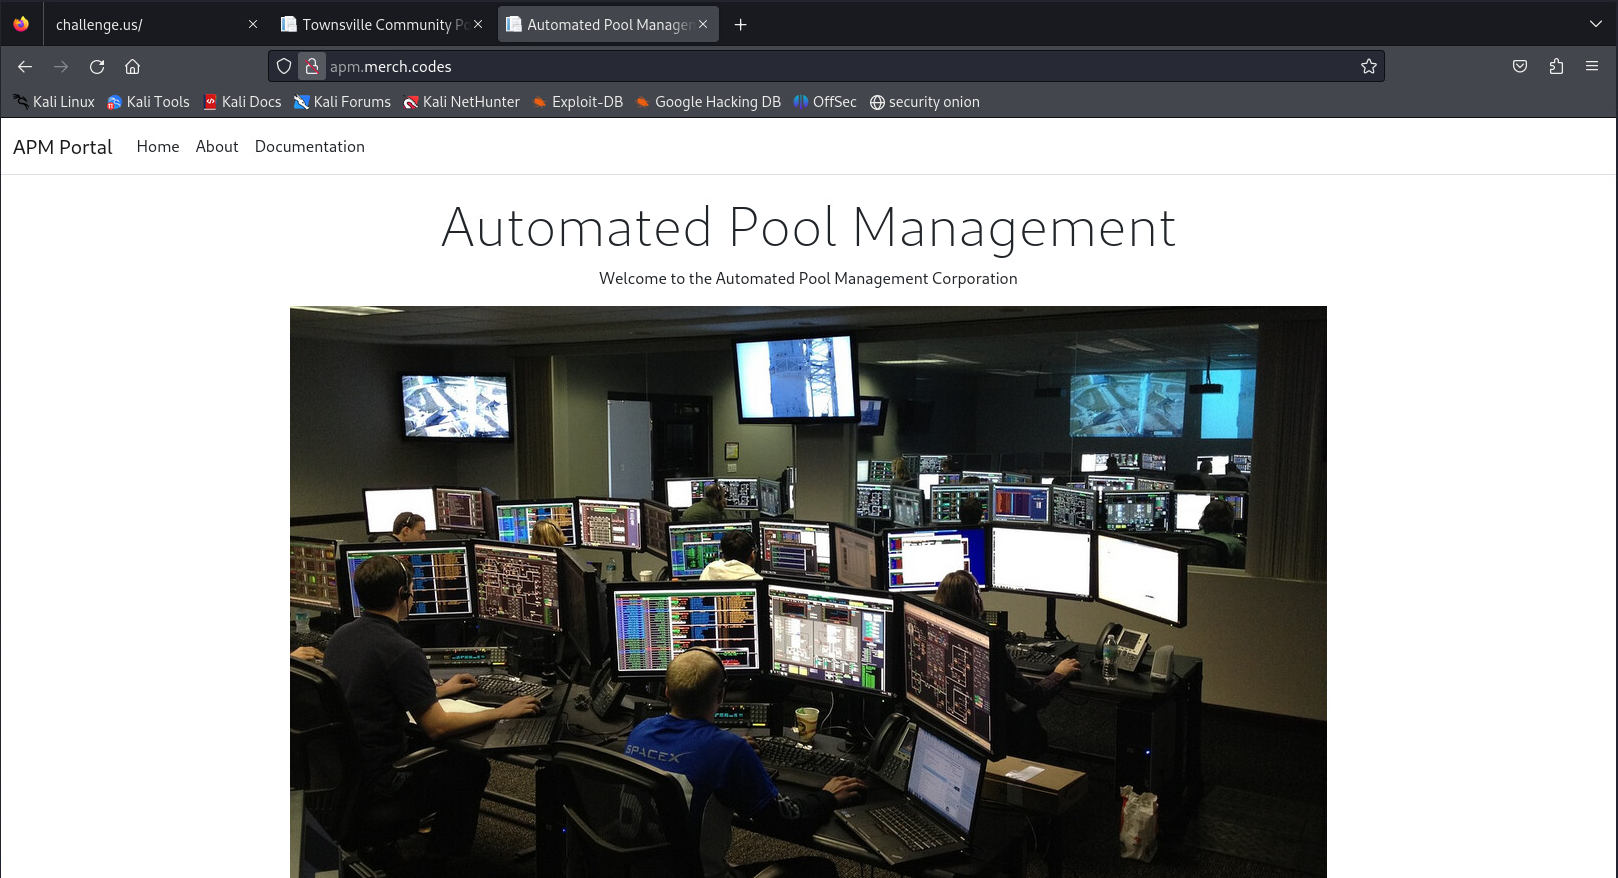 challenge.us/
Townsville Community Po
Automated Pool Managem
apm.merch.codes
Kali Linux Kali Tools Kali Docs Kali Forums Kali NetHunter Exploit-DB Google Hacking DB OffSec security onion
APM Portal Home About Documentation
Automated Pool Management
Welcome to the Automated Pool Management Corporation
SPACEX